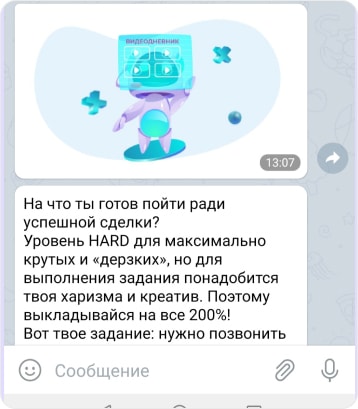 ВИДЕОДНЕВНИК
13:07
На что ты готов пойти ради
успешной сделки?
Уровень HARD для максимально
крутых и «дерзких», но для
выполнения задания понадобится
твоя харизма и креатив. Поэтому
выкладывайся на все 200%!
Вот твое задание: нужно позвонить
Сообщение